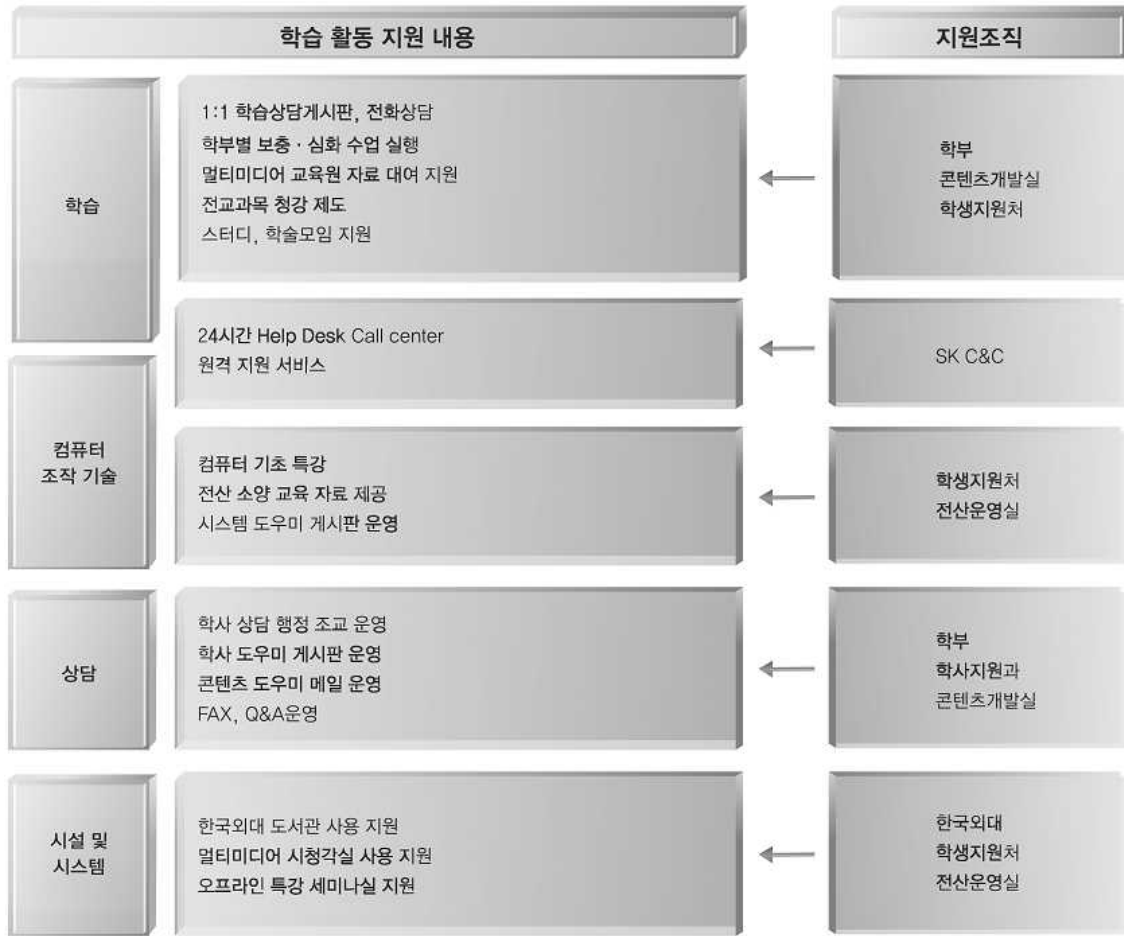 학습 활동 지원 내용
지원조직
학습
1:1 학습상담게시판, 전화상담
학부별 보충 · 심화 수업 실행
멀티미디어 교육원 자료 대여 지원
전교과목 청강 제도
스터디, 학술모임 지원
학부
콘텐츠개발실
학생지원처
24시간 Help Desk Call center
원격 지원 서비스
SK C&C
컴퓨터
조작 기술
컴퓨터 기초 특강
전산 소양 교육 자료 제공
시스템 도우미 게시판 운영
학생지원처
전산운영실
상담
학사 상담 행정 조교 운영
학사 도우미 게시판 운영
콘텐츠 도우미 메일 운영
FAX, Q&A운영
학부
학사지원과
콘텐츠개발실
시설 및
시스템
한국외대 도서관 사용 지원
멀티미디어 시청각실 사용 지원
오프라인 특강 세미나실 지원
한국외대
학생지원처
전산운영실